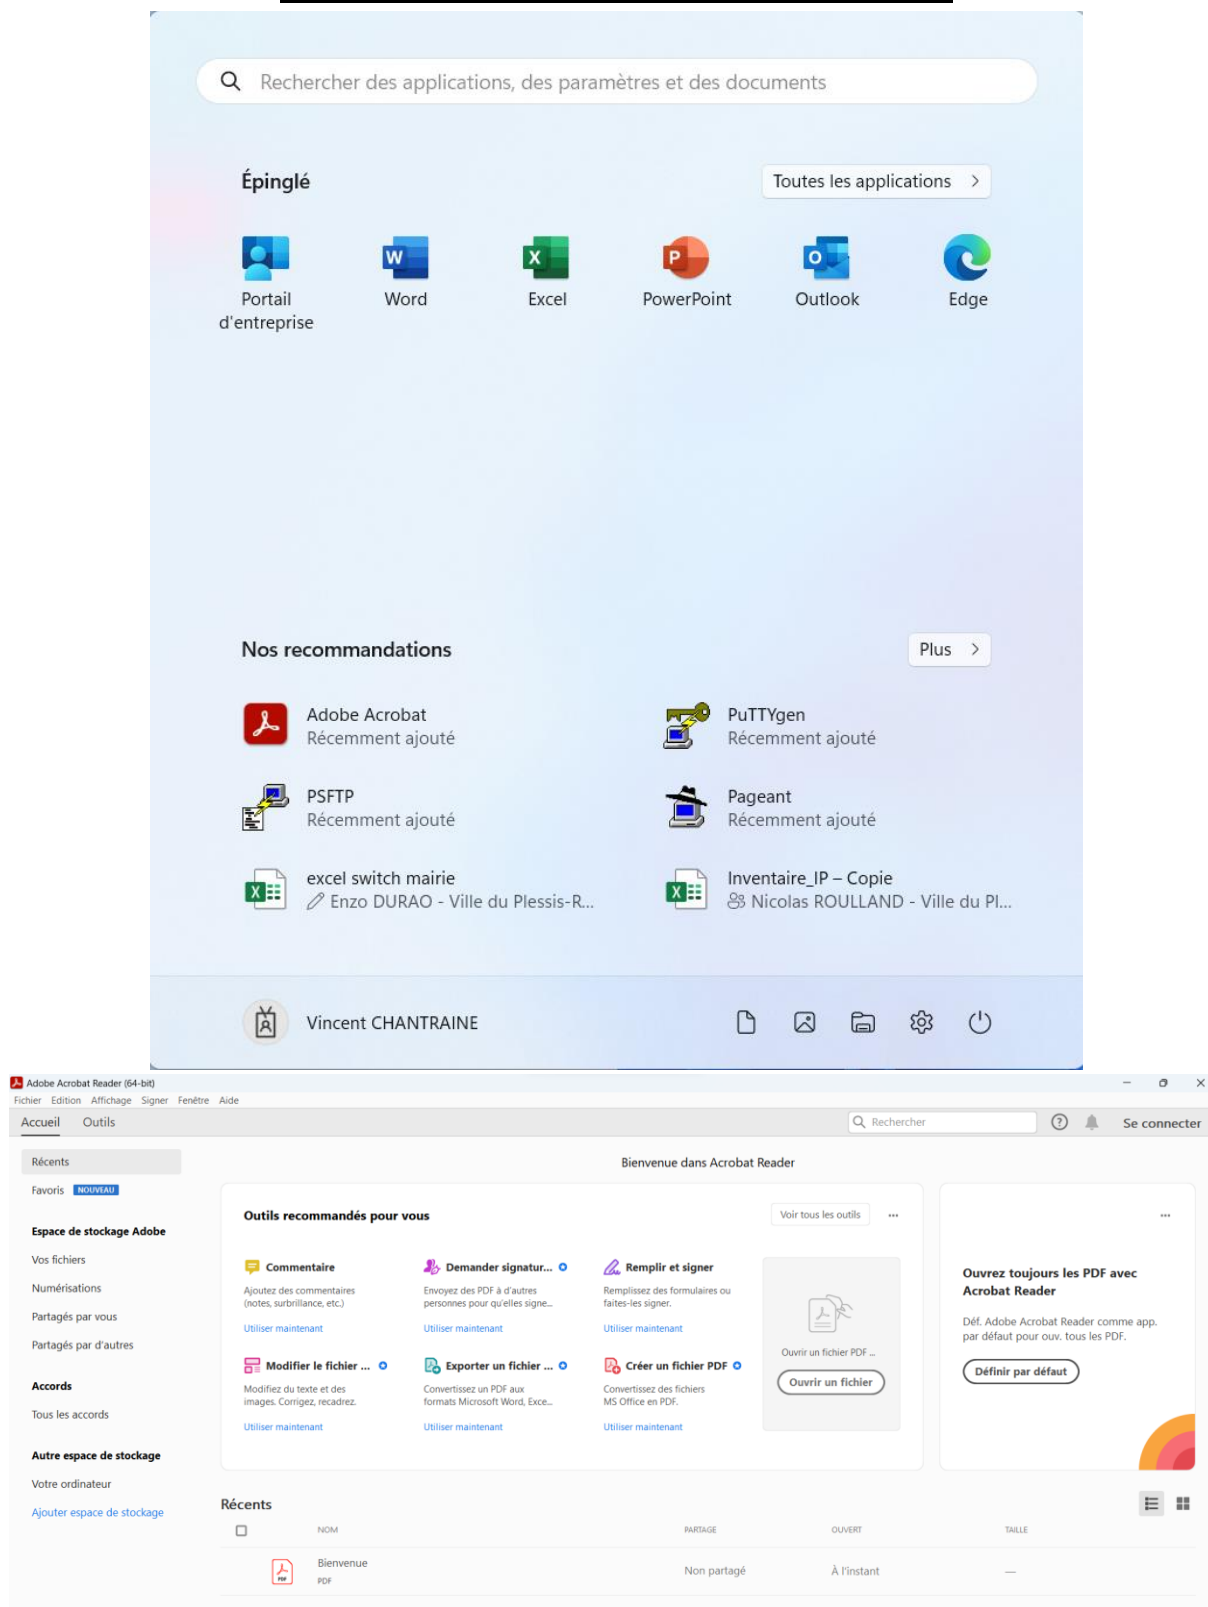 Rechercher des applications, des paramètres et des documents
Épinglé
Toutes les applications
Portail d'entreprise
Word
Excel
PowerPoint
Outlook
Edge
Nos recommandations
Plus
Adobe Acrobat
Récemment ajouté
PuTTYgen
Récemment ajouté
PSFTP
Récemment ajouté
Pageant
Récemment ajouté
excel switch mairie
Enzo DURAO - Ville du Plessis-R...
Inventaire_IP – Copie
Nicolas ROULLAND - Ville du Pl...
Vincent CHANTRAINE
Adobe Acrobat Reader (64-bit)
Fichier Edition Affichage Signer Fenêtre Aide
Accueil Outils
Rechercher
Se connecter
Récents
Favoris NOUVEAU
Espace de stockage Adobe
Vos fichiers
Numérisations
Partagés par vous
Partagés par d'autres
Accords
Tous les accords
Autre espace de stockage
Votre ordinateur
Ajouter espace de stockage
Bienvenue dans Acrobat Reader
Outils recommandés pour vous
Voir tous les outils
Commentaire
Ajoutez des commentaires
(notes, surbrillance, etc.)
Utiliser maintenant
Demander signatur...
Envoyez des PDF à d'autres
personnes pour qu'elles signe...
Utiliser maintenant
Remplir et signer
Remplissez des formulaires ou
faites-les signer.
Utiliser maintenant
Modifier le fichier ...
Modifiez du texte et des
images. Corrigez, recadrez.
Utiliser maintenant
Exporter un fichier ...
Convertissez un PDF aux
formats Microsoft Word, Exce...
Utiliser maintenant
Créer un fichier PDF
Convertissez des fichiers
MS Office en PDF.
Utiliser maintenant
Ouvrir un fichier PDF ...
Ouvrir un fichier
Ouvrez toujours les PDF avec
Acrobat Reader
Déf. Adobe Acrobat Reader comme app.
par défaut pour ouv. tous les PDF.
Définir par défaut
Récents
NOM PARTAGE OUVERT TAILLE
Bienvenue
PDF
Non partagé
À l'instant
—